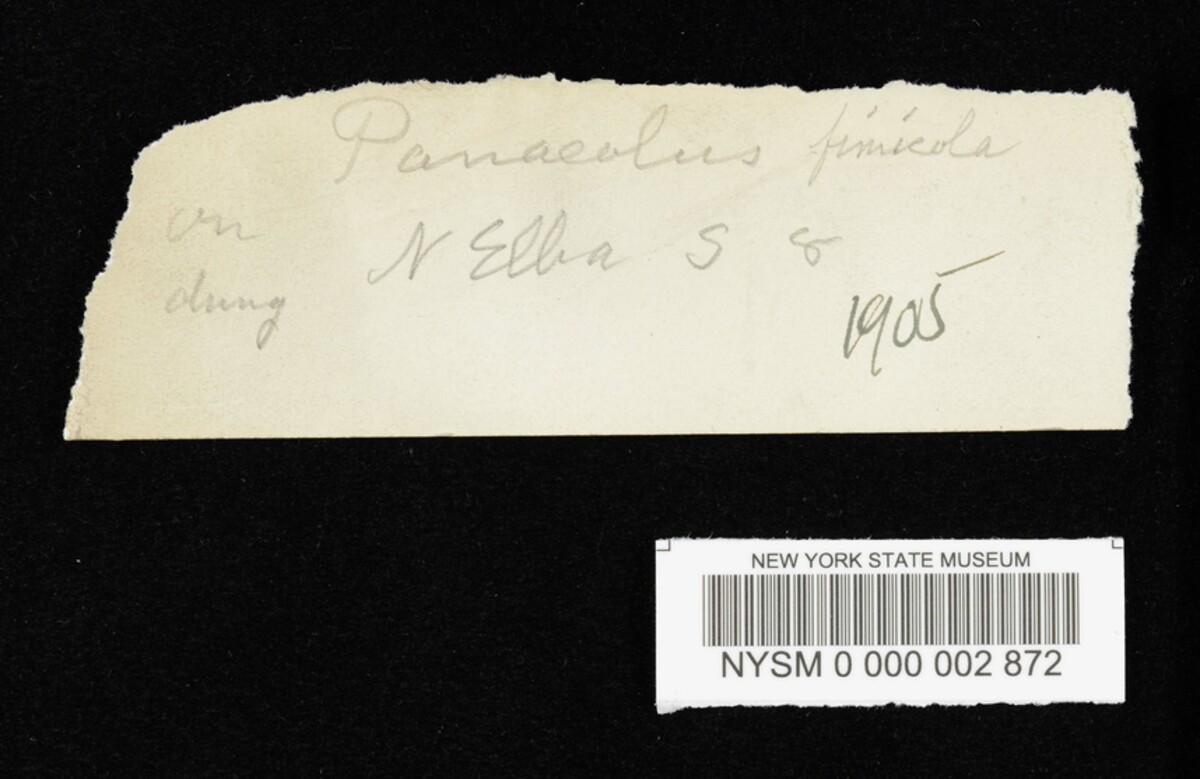 Panaeolus fimicola
on N Elba S 8
dung 1905
NEW YORK STATE MUSEUM
NYSM 0 000 002 872